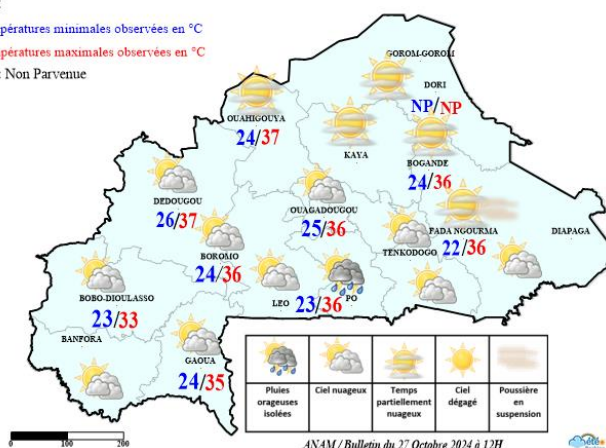 pératures minimales observées en °C
pératures maximales observées en °C
: Non Parvenue
GOROM-GOROM
DORI
NP/NP
OUAHIGOUYA
24/37
KAYA
BOGANDE
24/36
DEDOUGOU
26/37
OUAGADOUGOU
25/36
FADA NGOURMA
22/36
DIAPAGA
TENKODOGO
BOROMO
24/36
BOBO-DIOULASSO
23/33
LEO
23/36
PO
BANFORA
GAOUA
24/35
Pluies orageuses isolées
Ciel nuageux
Temps partiellement nuageux
Ciel dégagé
Poussière en suspension
0 100 200
ANAM / Bulletin du 27 Octobre 2024 à 12H